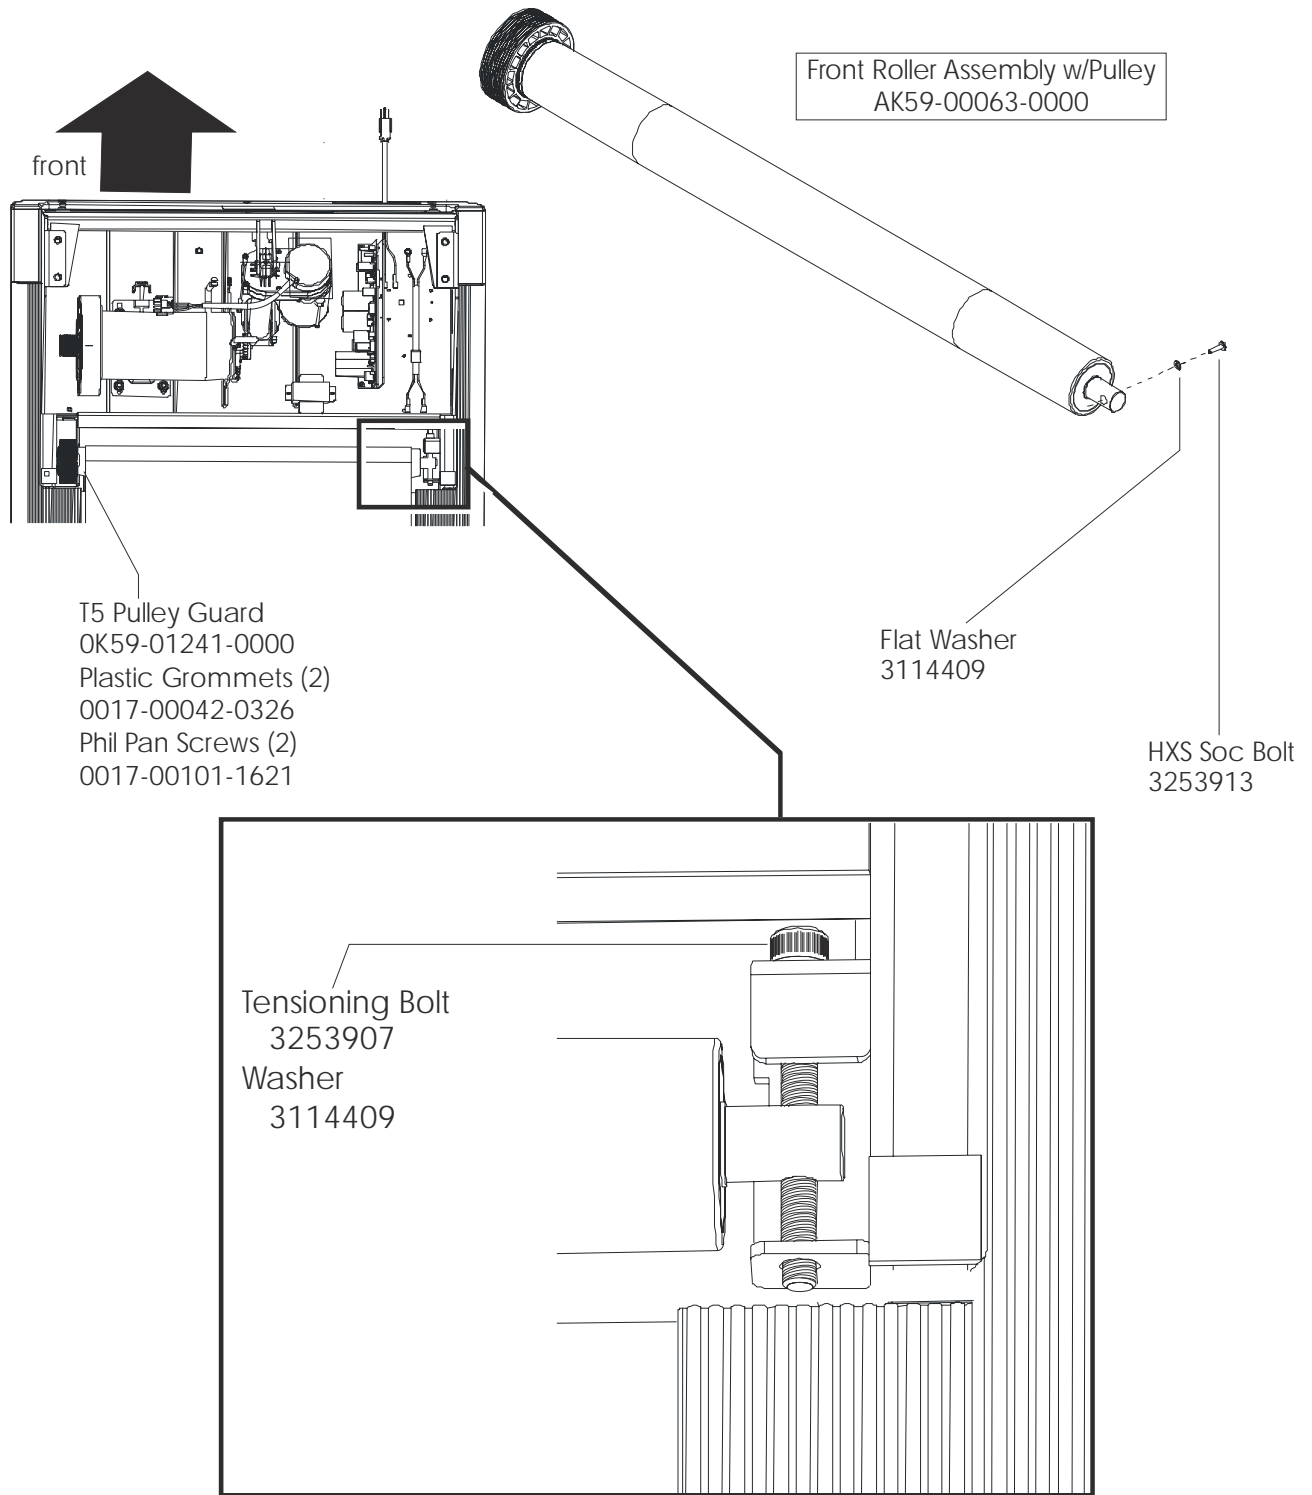 Front Roller Assembly w/Pulley
AK59-00063-0000
front
T5 Pulley Guard
0K59-01241-0000
Plastic Grommets (2)
0017-00042-0326
Phil Pan Screws (2)
0017-00101-1621
Flat Washer
3114409
HXS Soc Bolt
3253913
Tensioning Bolt
3253907
Washer
3114409